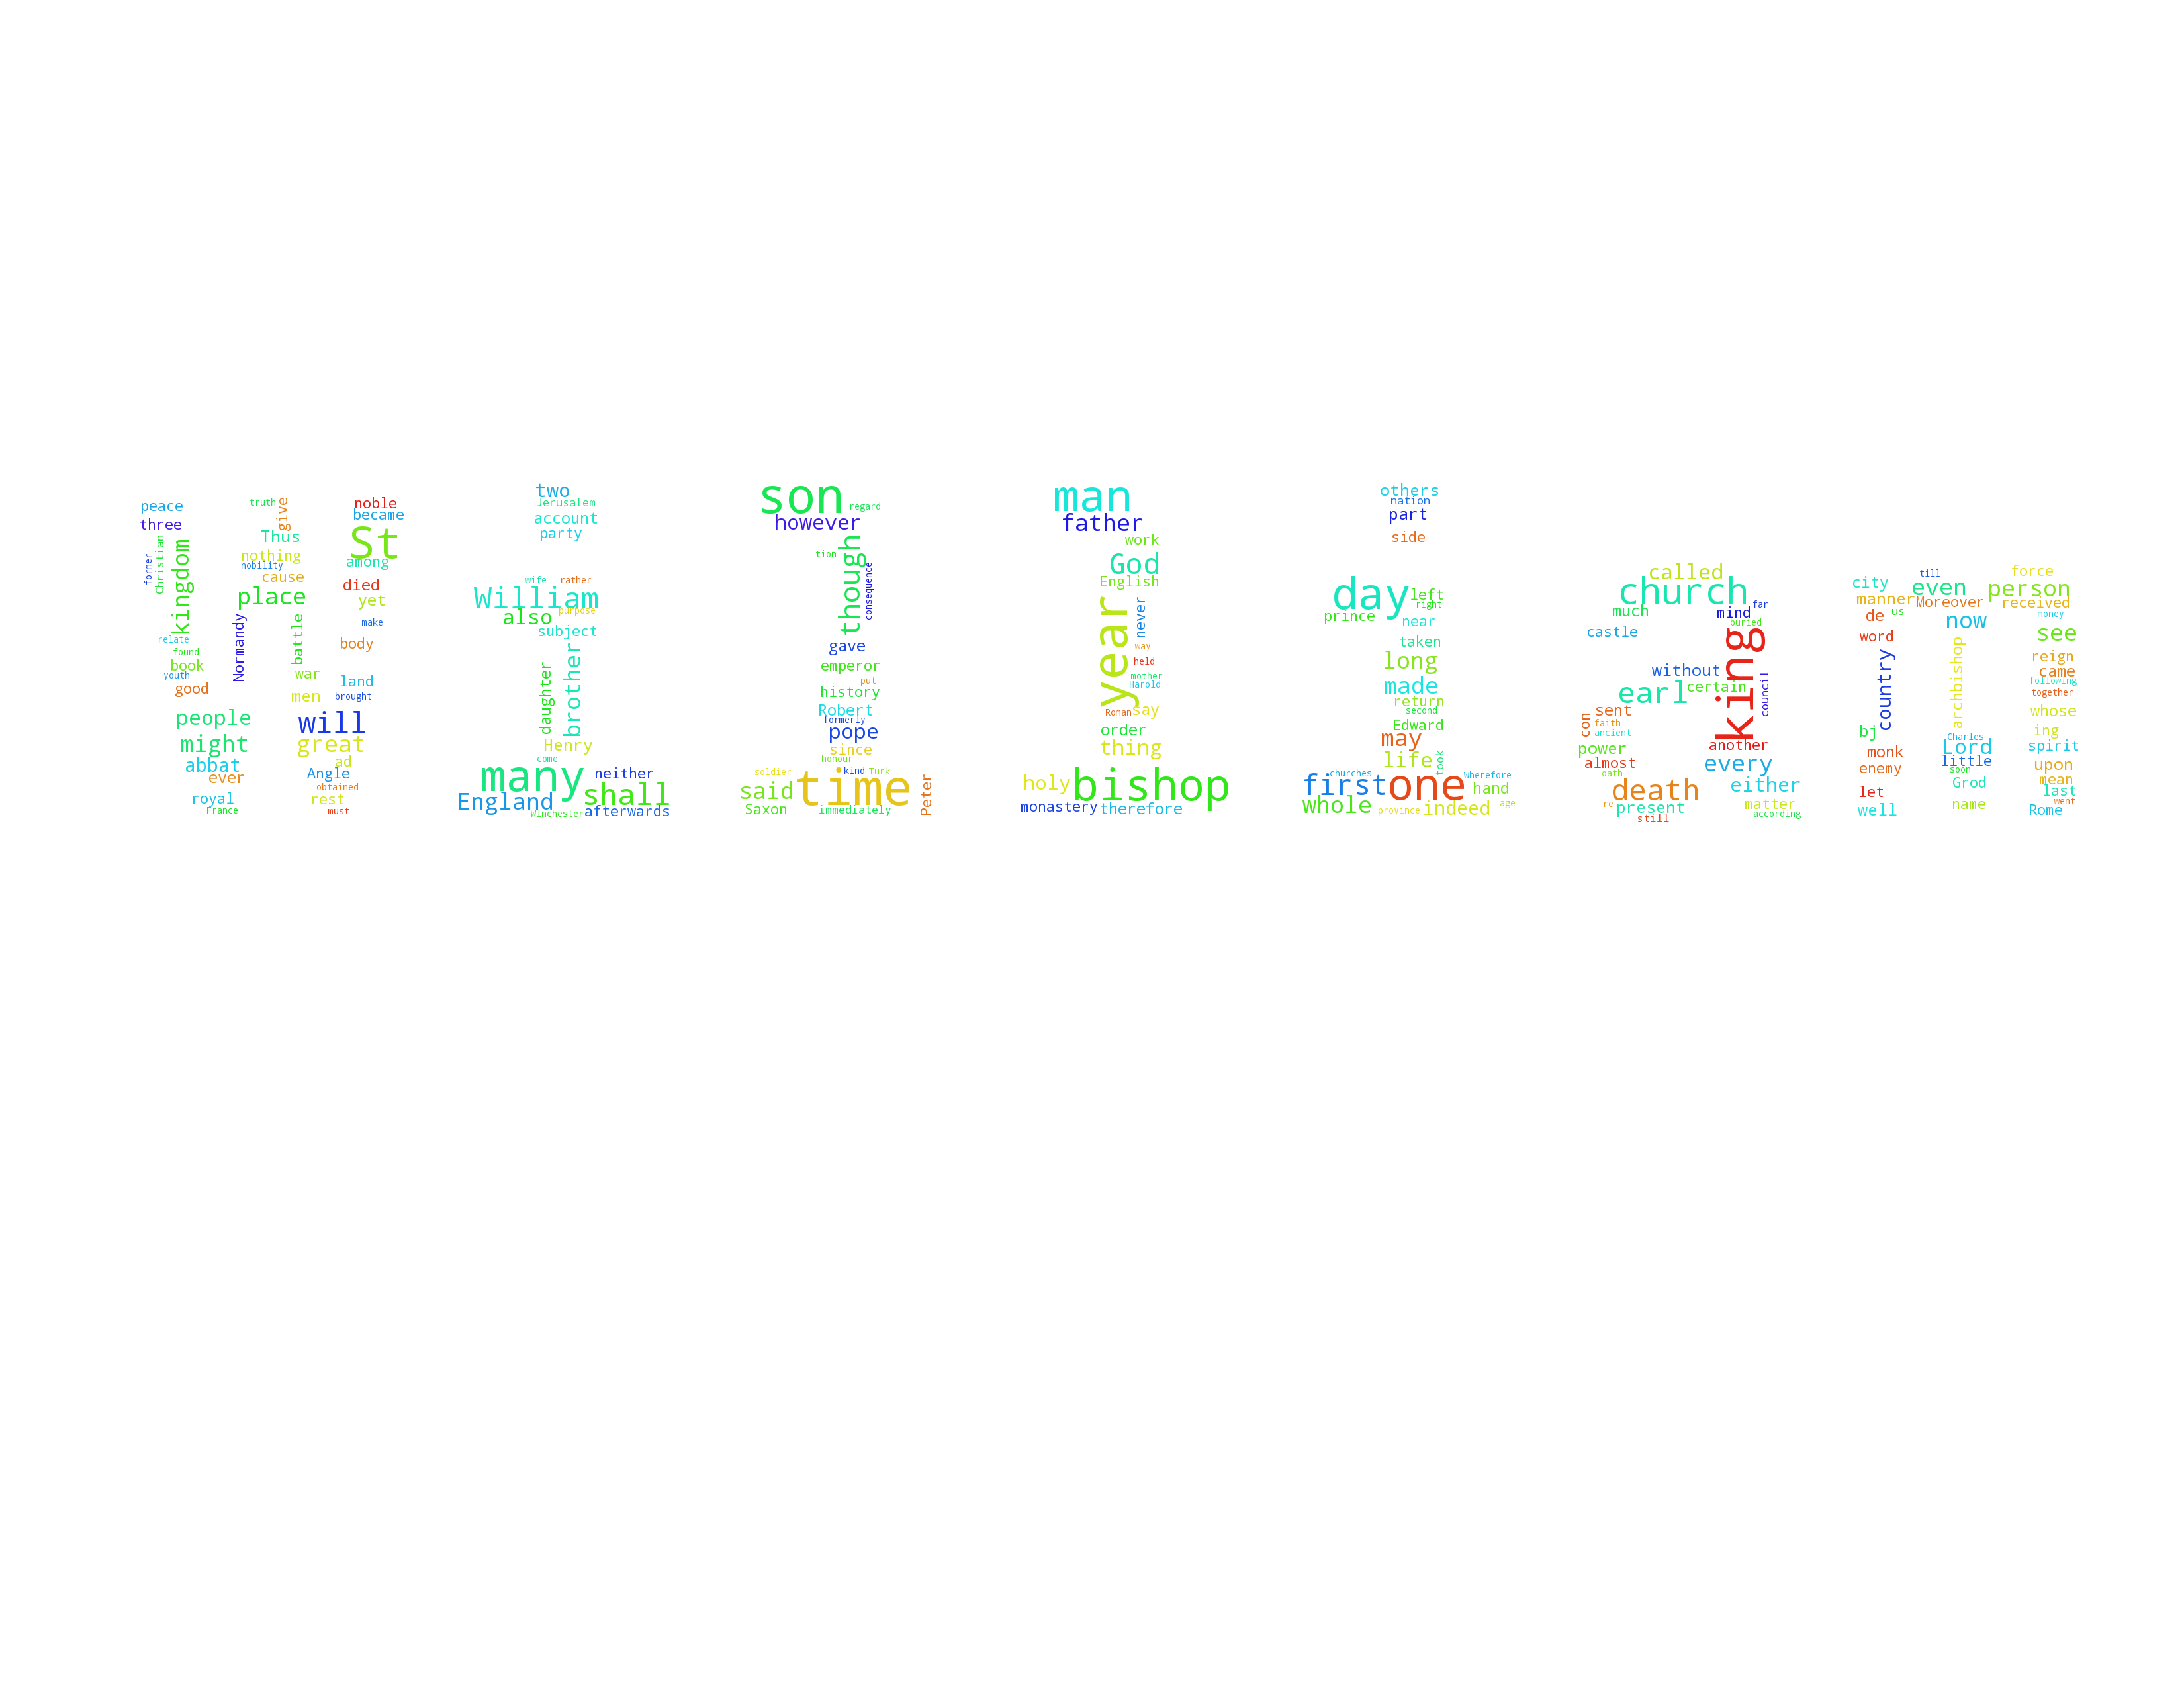 peace
three
former
Christian
kingdom
relate
found
book
youth
good
people
might
abbat
ever
royal
France
truth
give
Thus
nothing
nobility
cause
place
Normandy
battle
war
men
will
great
ad
Angle
obtained
rest
must
noble
became
St
among
died
yet
make
body
land
brought
two
Jerusalem
account
party
wife
rather
William
purpose
also
subject
daughter
brother
Henry
come
many
neither
England
shall
Winchester
afterwards
son
regard
however
tion
though
consequence
gave
emperor
put
history
Robert
formerly
pope
since
honour
soldier
kind
Turk
said
time
Peter
Saxon
immediately
man
father
work
God
English
year
never
way
held
mother
Harold
Roman
say
order
thing
holy
bishop
monastery
therefore
others
nation
part
side
day
left
right
prince
near
taken
long
made
return
second
Edward
may
life
took
churches
Wherefore
first
one
hand
whole
province
indeed
age
called
church
much
mind
far
buried
castle
king
without
council
earl
certain
con
sent
faith
ancient
power
another
almost
every
oath
death
either
re
present
matter
still
according
city
till
even
force
person
manner
Moreover
received
de
us
now
money
word
see
country
archbishop
reign
came
following
together
whose
bj
ing
Charles
monk
Lord
spirit
enemy
little
soon
upon
let
Grod
mean
last
well
name
went
Rome